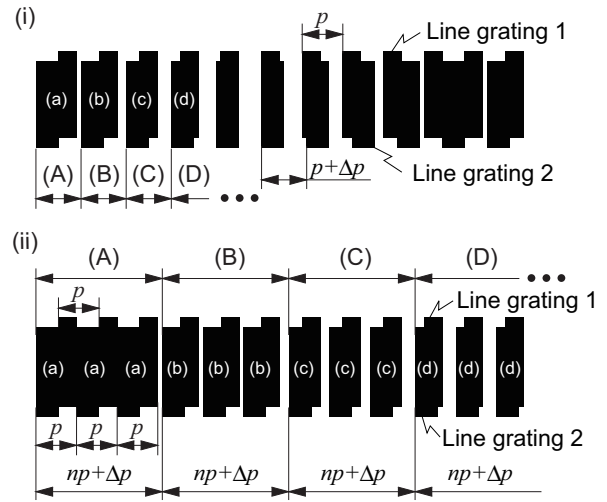 (i)
p
p
Line grating 1
(a) (b) (c) (d)
(A) (B) (C) (D) •••
p+Δp
Line grating 2
(ii)
(A) (B) (C) (D) •••
p
Line grating 1
(a) (a) (a) (b) (b) (b) (c) (c) (c) (d) (d) (d)
p p p
Line grating 2
np+Δp np+Δp np+Δp np+Δp